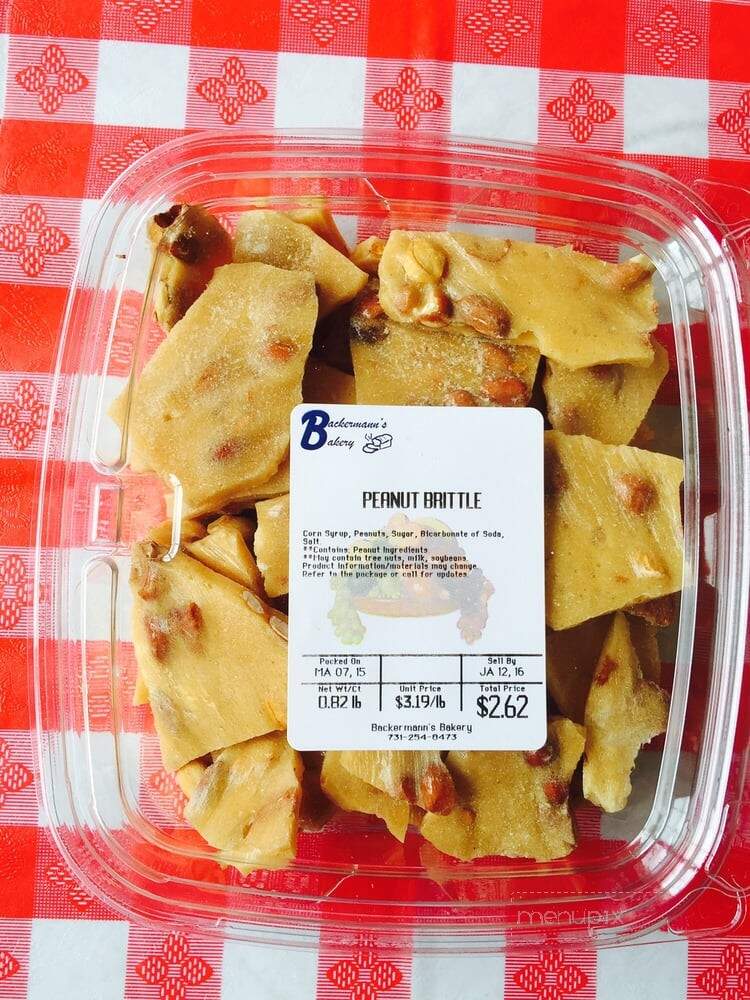 Backermann's
Bakery
PEANUT BRITTLE
Corn Syrup, Peanuts, Sugar, Bicarbonate of Soda,
Salt.
**Contains: Peanut Ingredients
**May contain tree nuts, milk, soybeans.
Product Information/materials may change.
Refer to the package or call for updates.
Packed On
MA 07, 15
Sell By
JA 12, 16
Net Wt/Ct
0.82 lb
Unit Price
$3.19/lb
Total Price
$2.62
Backermann's Bakery
731-254-8473
menupix